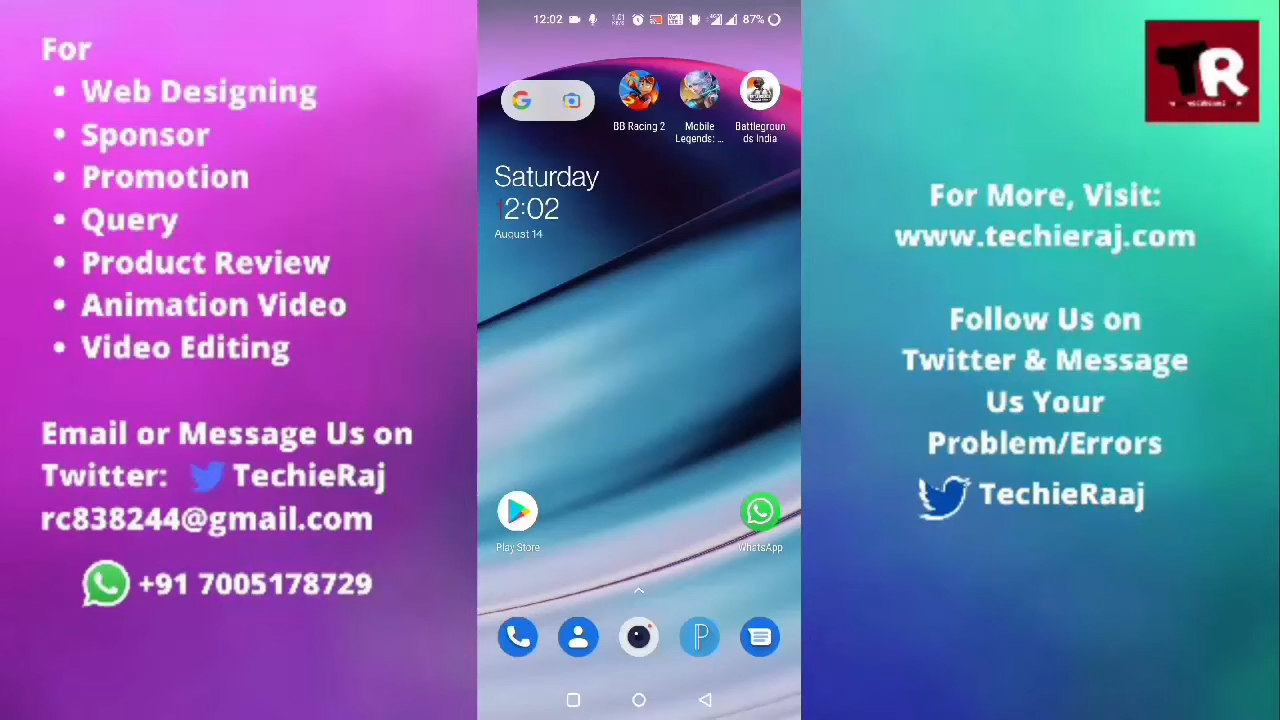 For
• Web Designing
• Sponsor
• Promotion
• Query
• Product Review
• Animation Video
• Video Editing
Email or Message Us on
Twitter: TechieRaj
rc838244@gmail.com
+91 7005178729
12:02
87%
BB Racing 2
Mobile
Legends: ...
Battlegroun
ds India
Saturday
12:02
August 14
Play Store
WhatsApp
TR
For More, Visit:
www.techieraj.com
Follow Us on
Twitter & Message
Us Your
Problem/Errors
TechieRaaj